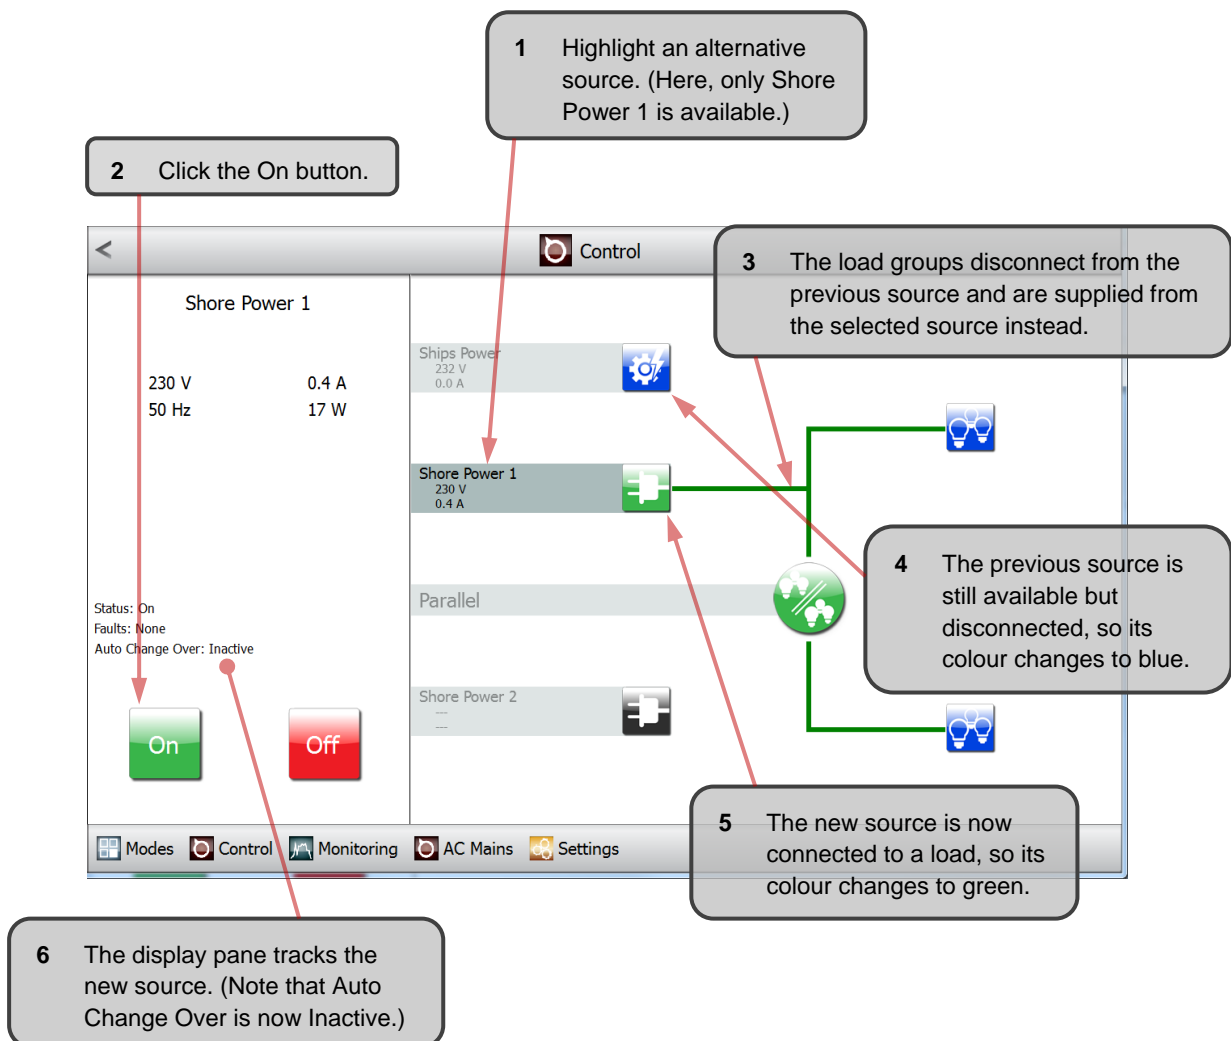 1 Highlight an alternative
source. (Here, only Shore
Power 1 is available.)
2 Click the On button.
<
Control
3 The load groups disconnect from the
previous source and are supplied from
the selected source instead.
Shore Power 1
230 V 0.4 A
50 Hz 17 W
Ships Power
232 V
0.0 A
Shore Power 1
230 V
0.4 A
4 The previous source is
still available but
disconnected, so its
colour changes to blue.
Parallel
Status: On
Faults: None
Auto Change Over: Inactive
Shore Power 2
---
---
On Off
5 The new source is now
connected to a load, so its
colour changes to green.
Modes Control Monitoring AC Mains Settings
6 The display pane tracks the
new source. (Note that Auto
Change Over is now Inactive.)